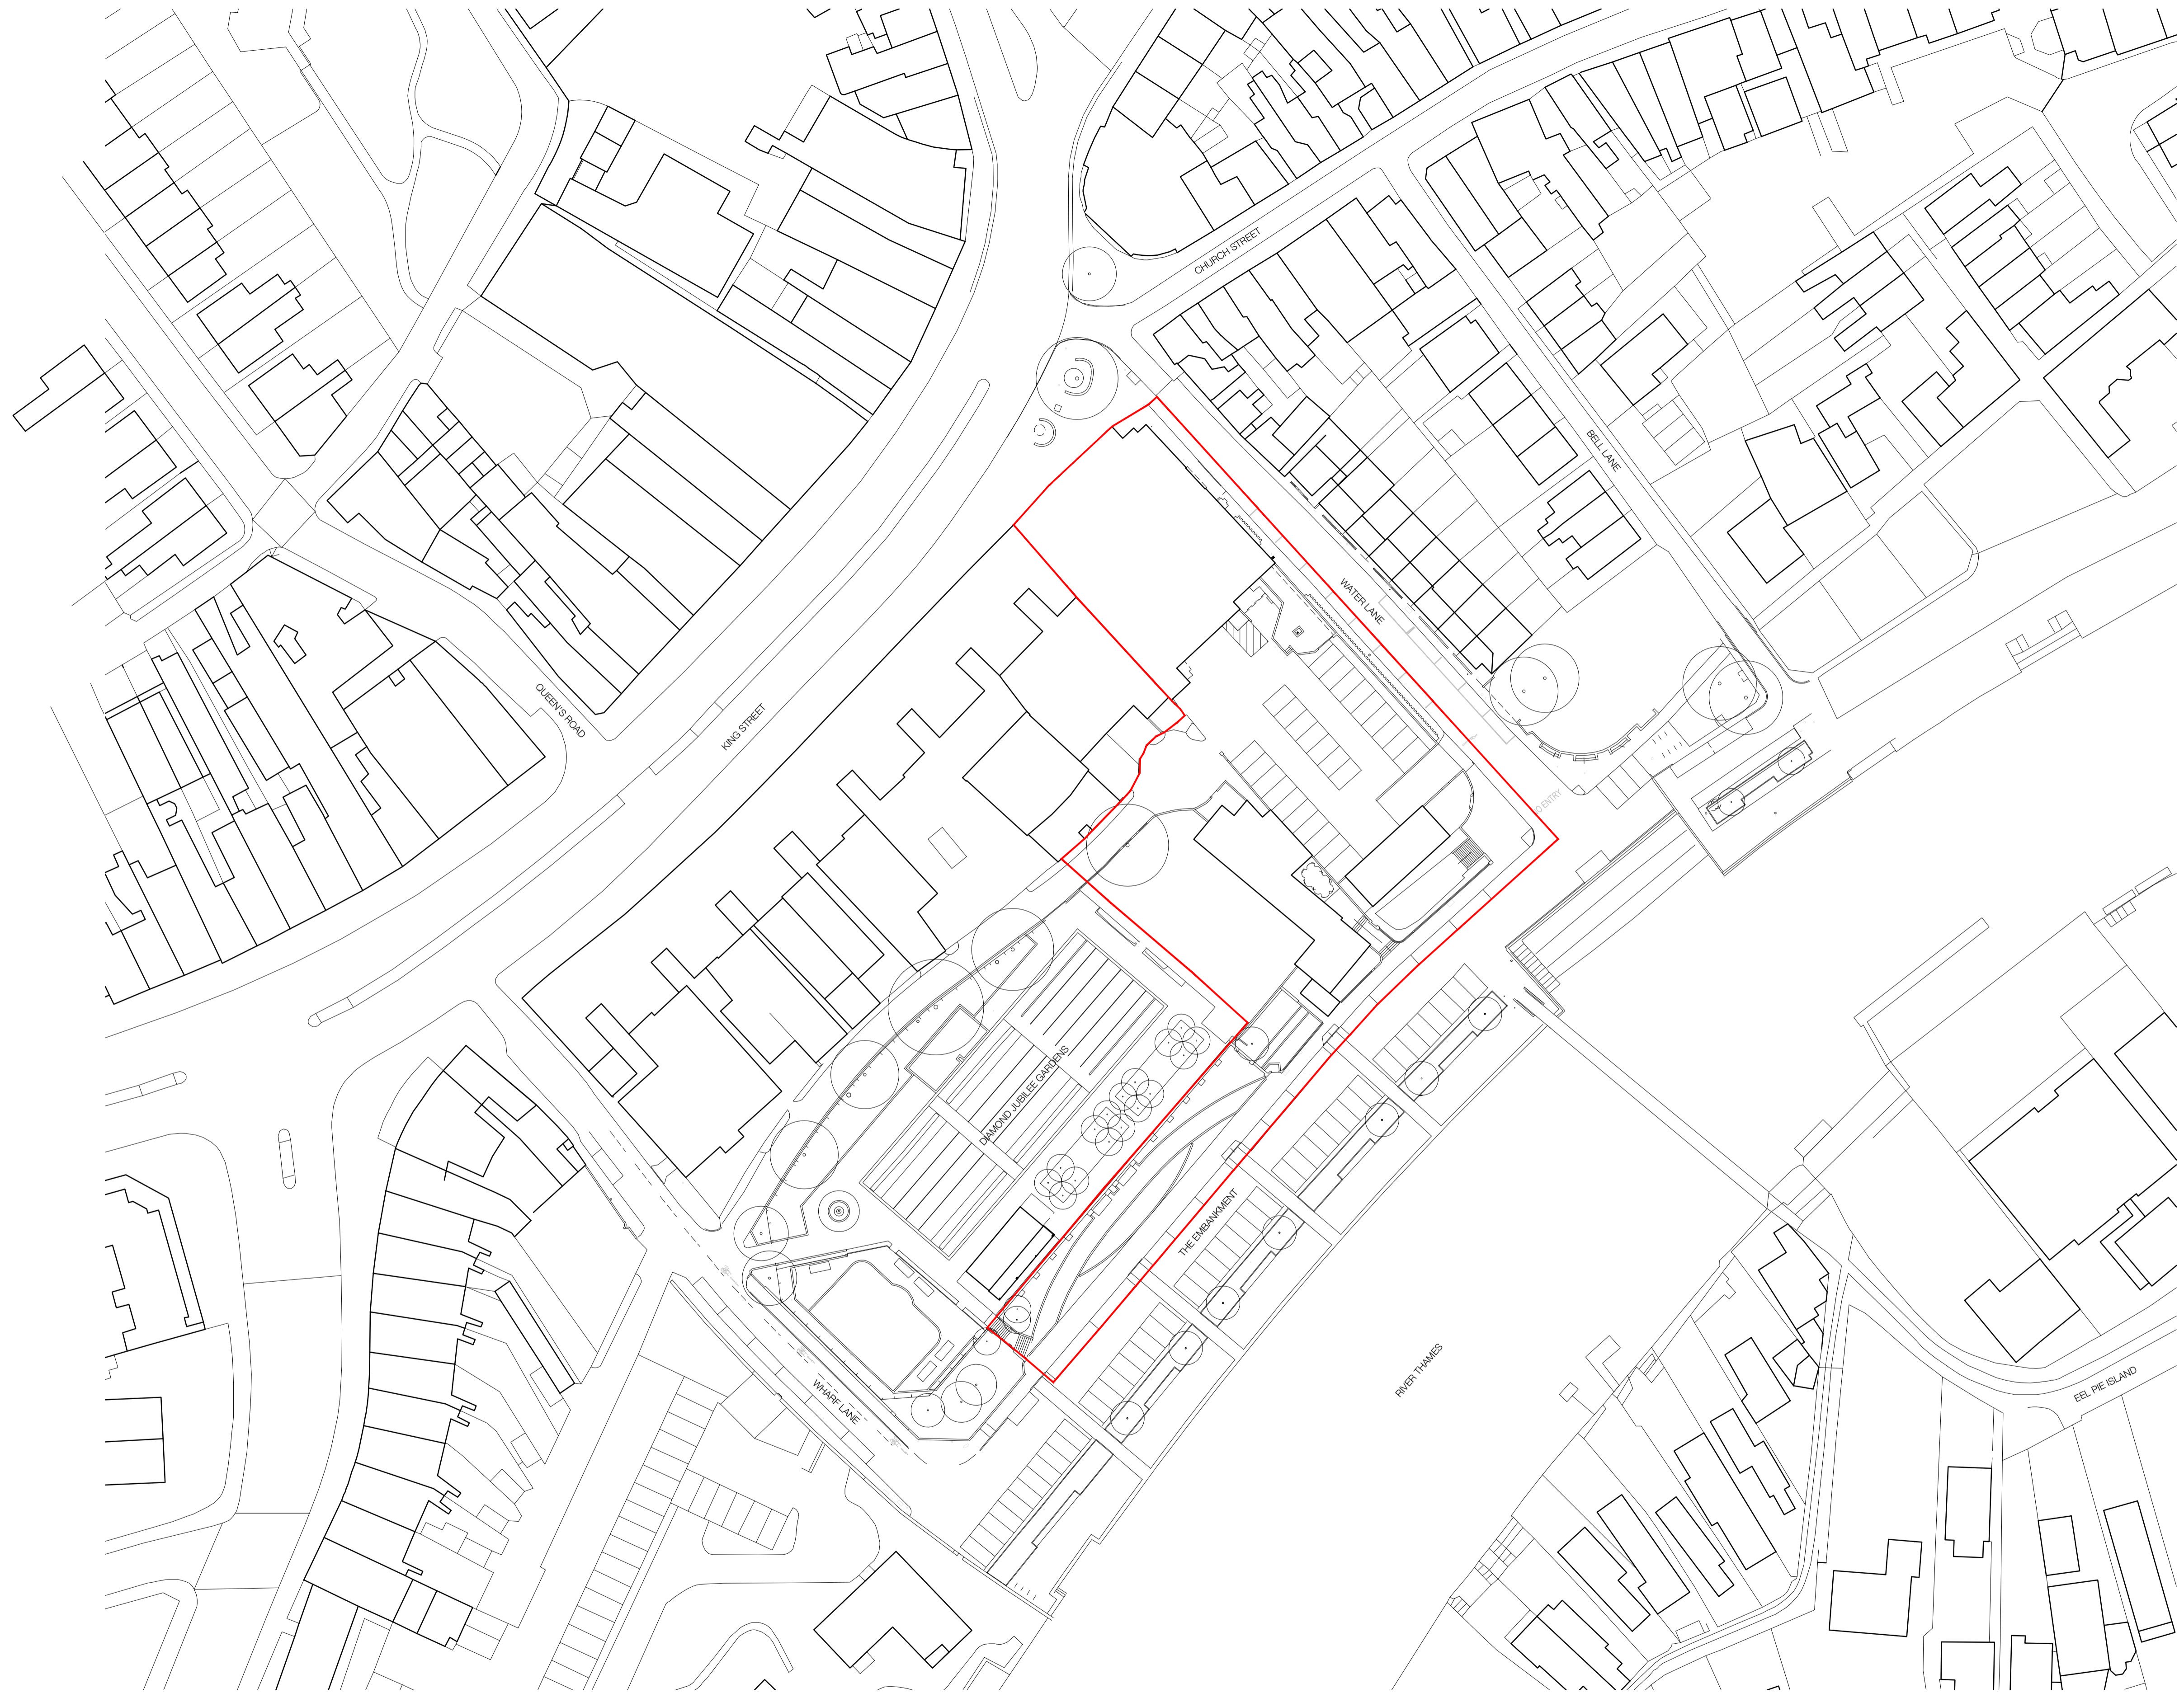 CHURCH STREET
BELL LANE
WATER LANE
QUEEN'S ROAD
KING STREET
ENTRY
DIAMOND JUBILEE GARDENS
THE EMBANKMENT
RIVER THAMES
WHARF LANE
EEL PIE ISLAND